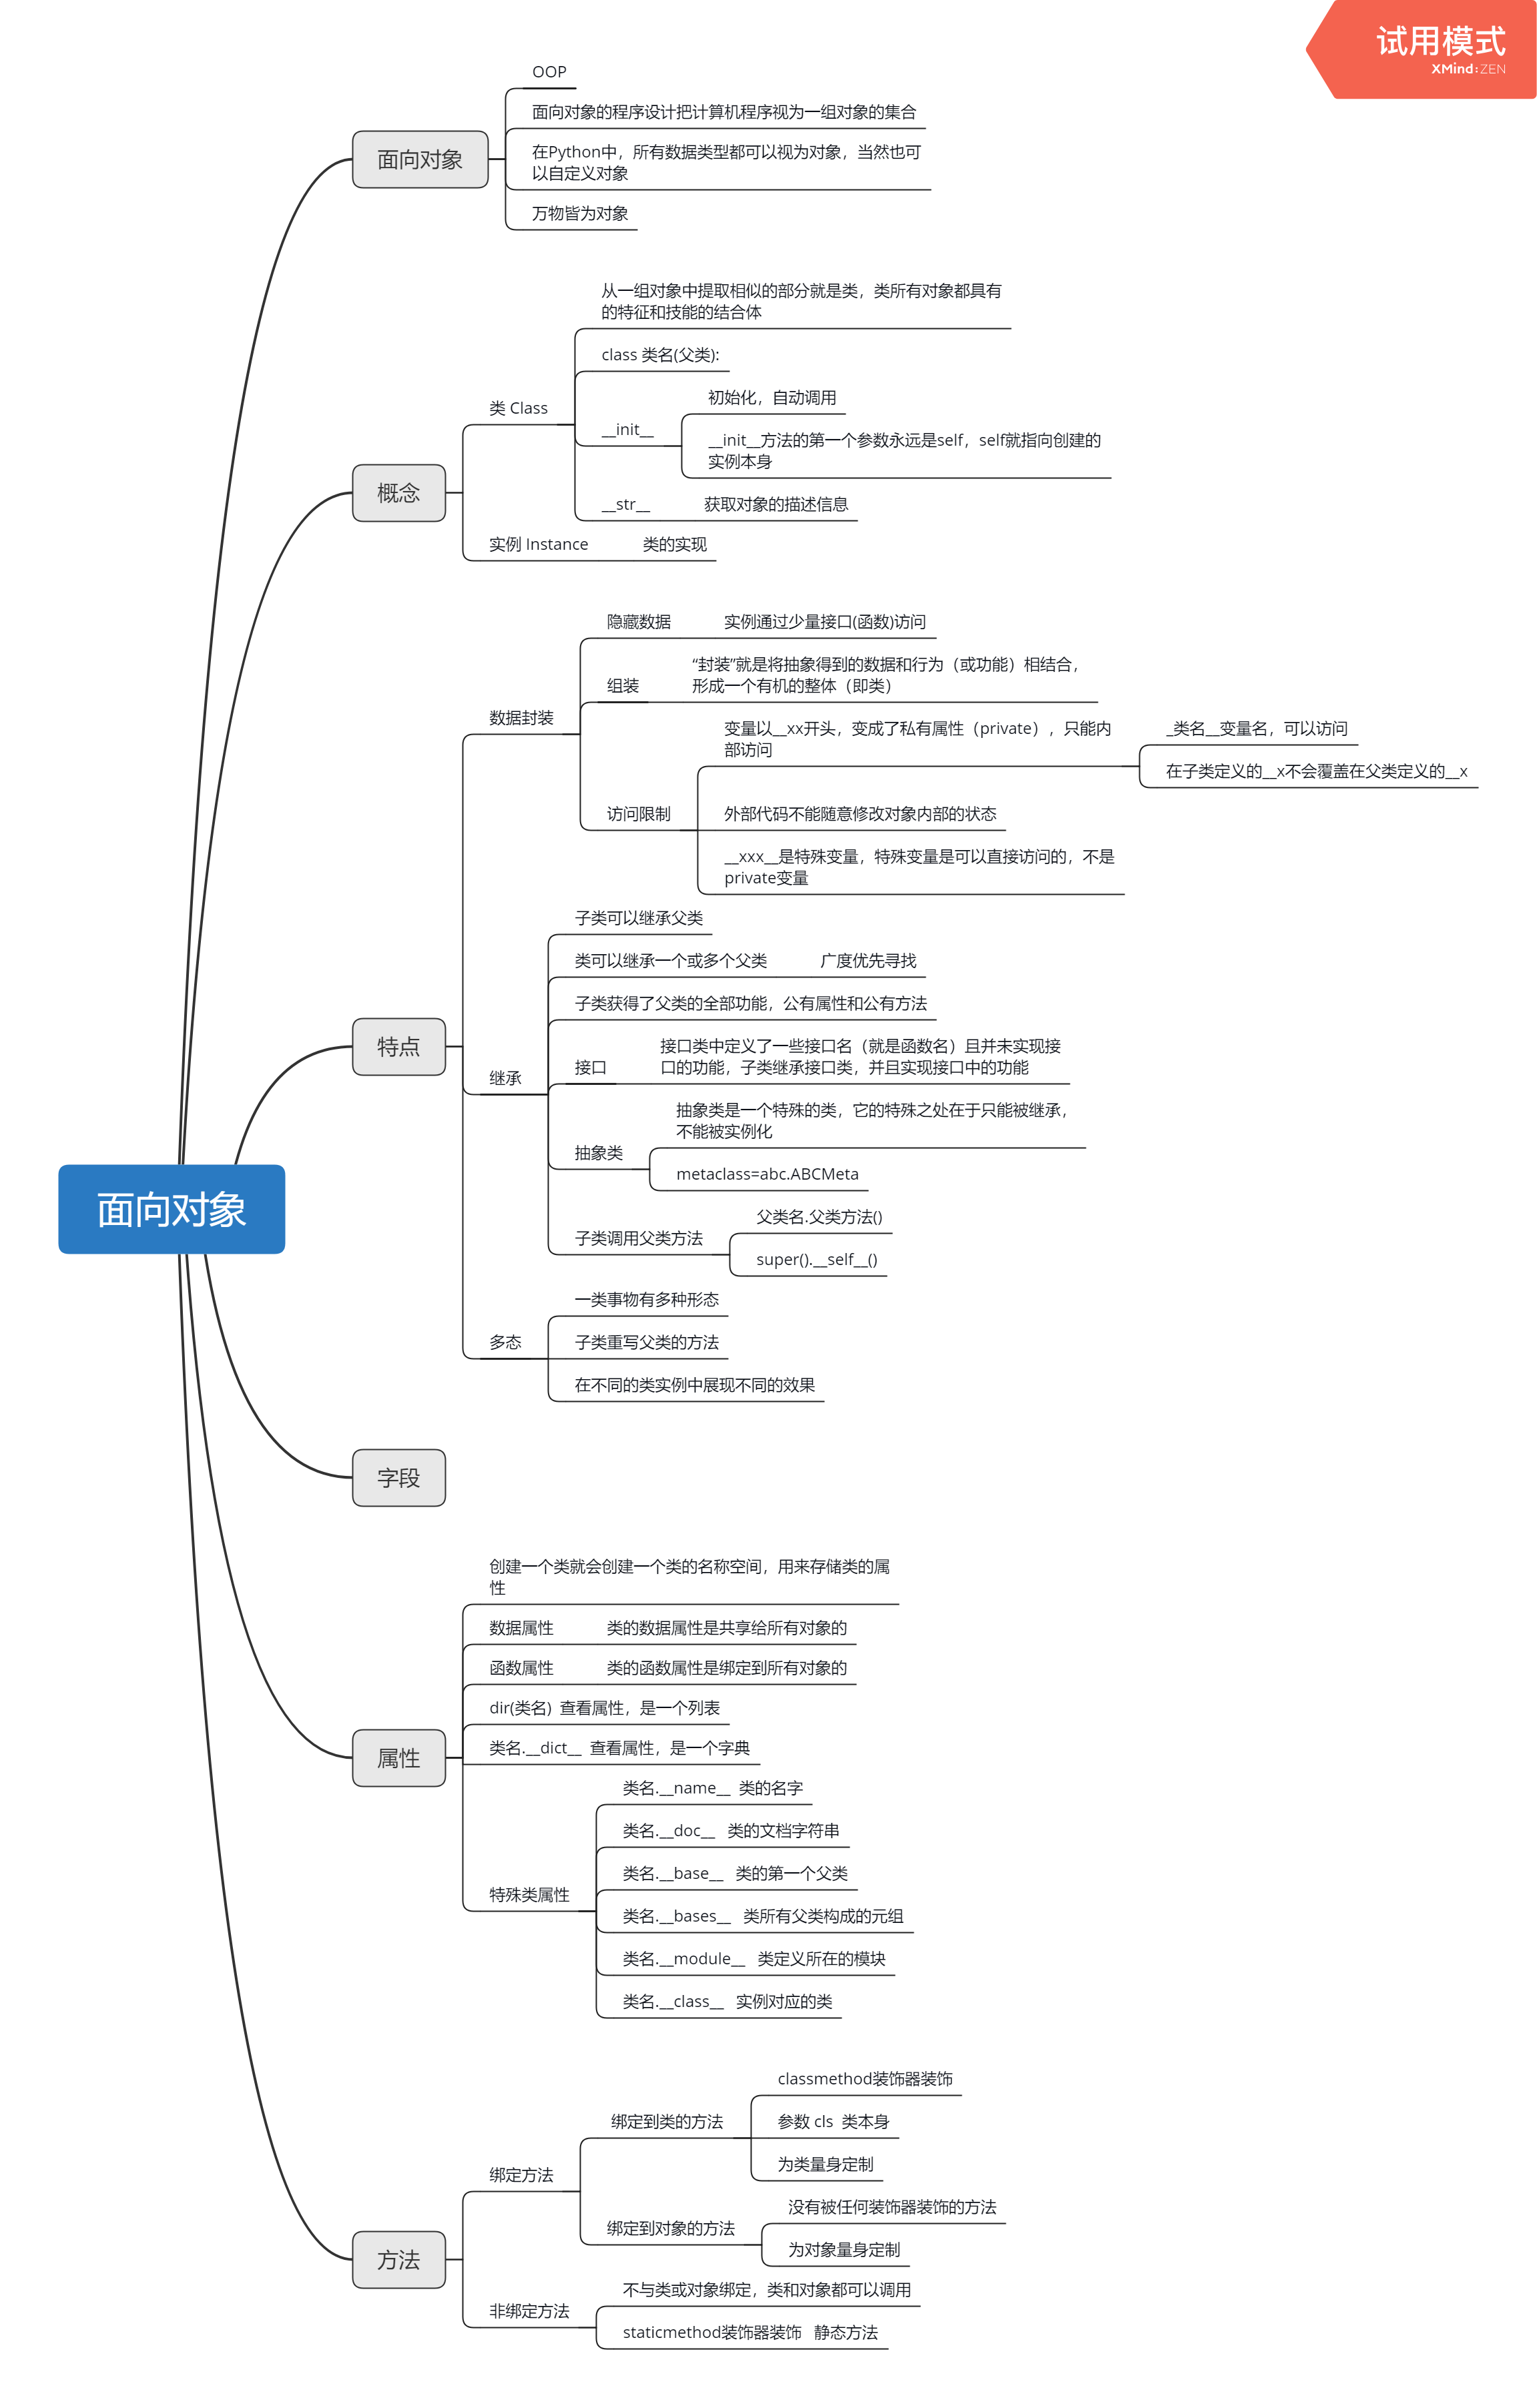 试用模式
XMind:ZEN
面向对象
面向对象
OOP
面向对象的程序设计把计算机程序视为一组对象的集合
在Python中，所有数据类型都可以视为对象，当然也可
以自定义对象
万物皆为对象
概念
类 Class
从一组对象中提取相似的部分就是类，类所有对象都具有
的特征和技能的结合体
class 类名(父类):
__init__
初始化，自动调用
__init__方法的第一个参数永远是self，self就指向创建的
实例本身
__str__
获取对象的描述信息
实例 Instance
类的实现
特点
数据封装
隐藏数据
实例通过少量接口(函数)访问
组装
“封装”就是将抽象得到的数据和行为（或功能）相结合，
形成一个有机的整体（即类）
访问限制
变量以__xx开头，变成了私有属性（private），只能内
部访问
_类名__变量名，可以访问
在子类定义的__x不会覆盖在父类定义的__x
外部代码不能随意修改对象内部的状态
__xxx__是特殊变量，特殊变量是可以直接访问的，不是
private变量
继承
子类可以继承父类
类可以继承一个或多个父类
广度优先寻找
子类获得了父类的全部功能，公有属性和公有方法
接口
接口类中定义了一些接口名（就是函数名）且并未实现接
口的功能，子类继承接口类，并且实现接口中的功能
抽象类
抽象类是一个特殊的类，它的特殊之处在于只能被继承，
不能被实例化
metaclass=abc.ABCMeta
子类调用父类方法
父类名.父类方法()
super().__self__()
多态
一类事物有多种形态
子类重写父类的方法
在不同的类实例中展现不同的效果
字段
属性
创建一个类就会创建一个类的名称空间，用来存储类的属
性
数据属性
类的数据属性是共享给所有对象的
函数属性
类的函数属性是绑定到所有对象的
dir(类名) 查看属性，是一个列表
类名.__dict__ 查看属性，是一个字典
特殊类属性
类名.__name__ 类的名字
类名.__doc__ 类的文档字符串
类名.__base__ 类的第一个父类
类名.__bases__ 类所有父类构成的元组
类名.__module__ 类定义所在的模块
类名.__class__ 实例对应的类
方法
绑定方法
绑定到类的方法
classmethod装饰器装饰
参数 cls 类本身
为类量身定制
绑定到对象的方法
没有被任何装饰器装饰的方法
为对象量身定制
非绑定方法
不与类或对象绑定，类和对象都可以调用
staticmethod装饰器装饰 静态方法